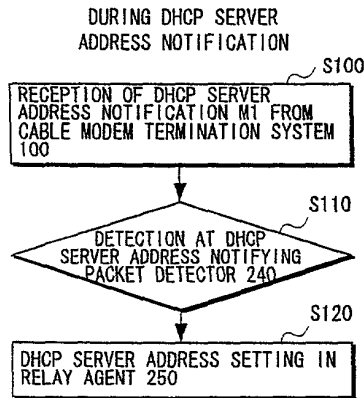 DURING DHCP SERVER
ADDRESS NOTIFICATION
S100
RECEPTION OF DHCP SERVER
ADDRESS NOTIFICATION M1 FROM
CABLE MODEM TERMINATION SYSTEM
100
S110
DETECTION AT DHCP
SERVER ADDRESS NOTIFYING
PACKET DETECTOR 240
S120
DHCP SERVER ADDRESS SETTING IN
RELAY AGENT 250